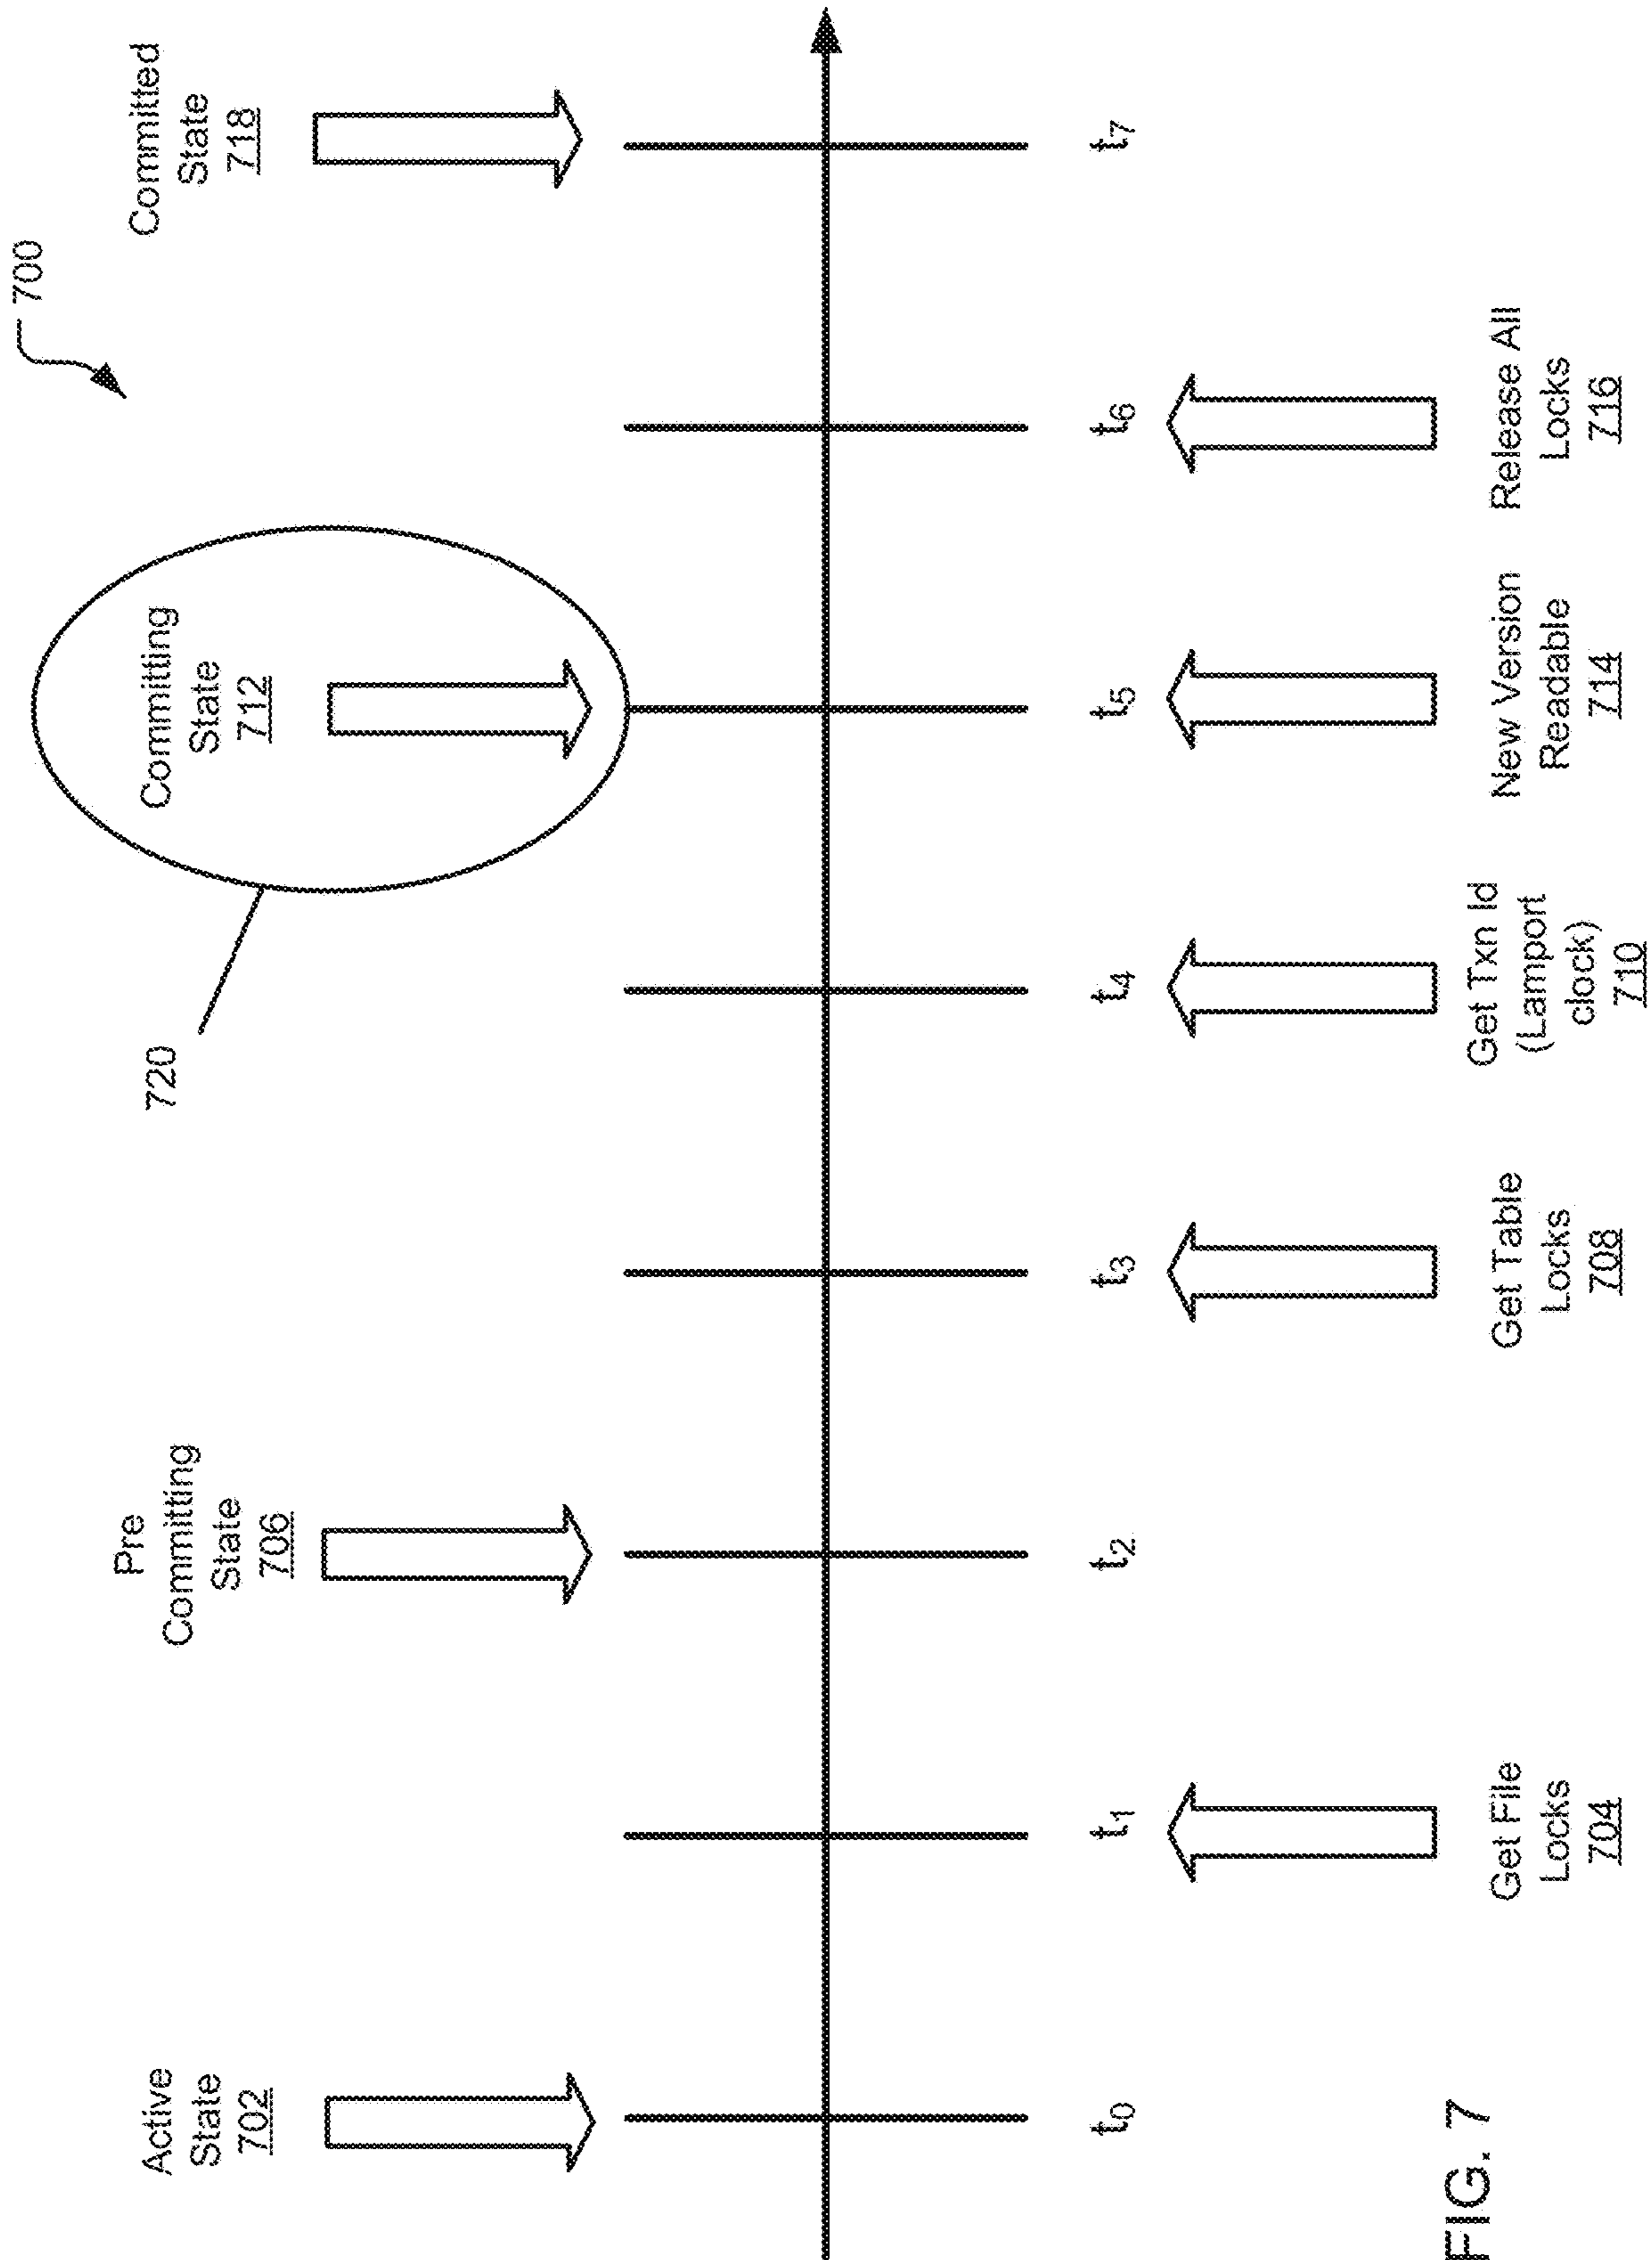 700
Active
State
702
Pre
Committing
State
706
720
Committing
State
712
Committed
State
718
t0
t1
t2
t3
t4
t5
t6
t7
Get File
Locks
704
Get Table
Locks
708
Get Txn Id
(Lamport
clock)
710
New Version
Readable
714
Release All
Locks
716
FIG. 7